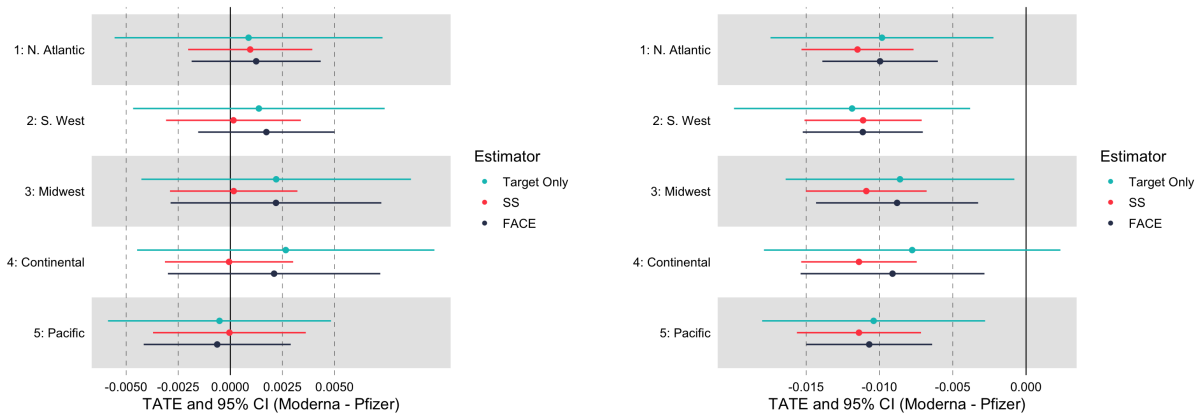 1: N. Atlantic
2: S. West
3: Midwest
4: Continental
5: Pacific
-0.0050 -0.0025 0.0000 0.0025 0.0050
TATE and 95% CI (Moderna - Pfizer)
Estimator
Target Only
SS
FACE
1: N. Atlantic
2: S. West
3: Midwest
4: Continental
5: Pacific
-0.015 -0.010 -0.005 0.000
TATE and 95% CI (Moderna - Pfizer)
Estimator
Target Only
SS
FACE